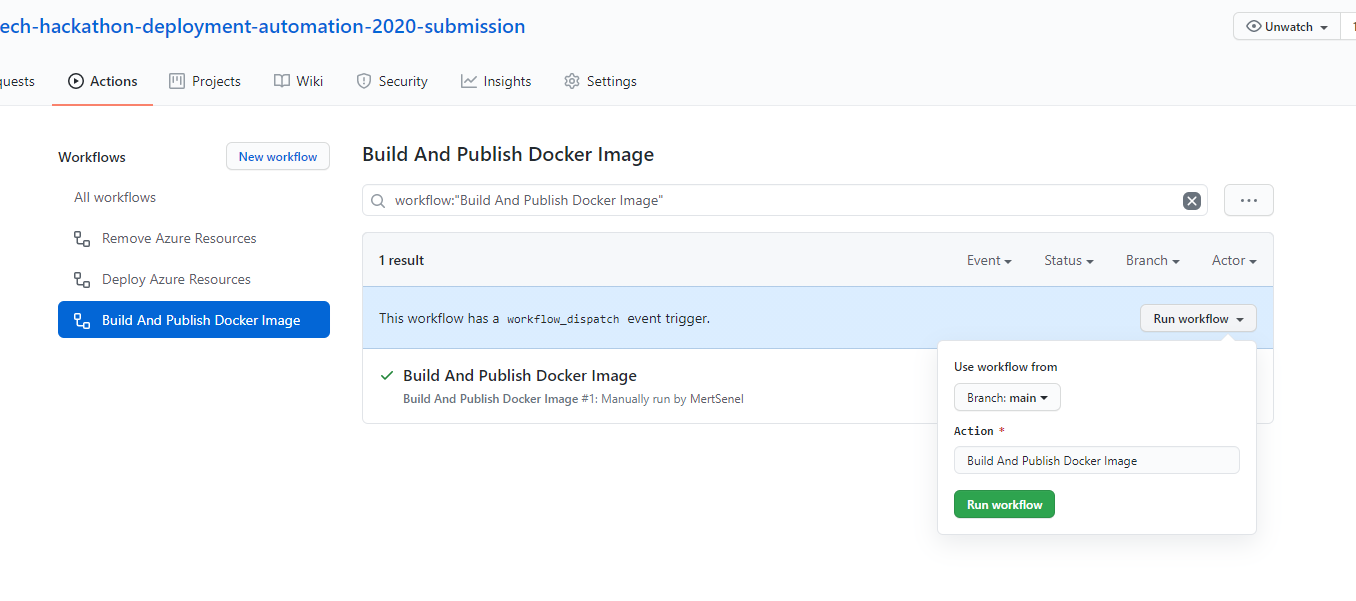 ech-hackathon-deployment-automation-2020-submission
Unwatch
1
quests
Actions
Projects
Wiki
Security
Insights
Settings
Workflows
New workflow
All workflows
Remove Azure Resources
Deploy Azure Resources
Build And Publish Docker Image
Build And Publish Docker Image
workflow:"Build And Publish Docker Image"
1 result
Event
Status
Branch
Actor
This workflow has a workflow_dispatch event trigger.
Run workflow
Build And Publish Docker Image
Build And Publish Docker Image #1: Manually run by MertSenel
Use workflow from
Branch: main
Action *
Build And Publish Docker Image
Run workflow